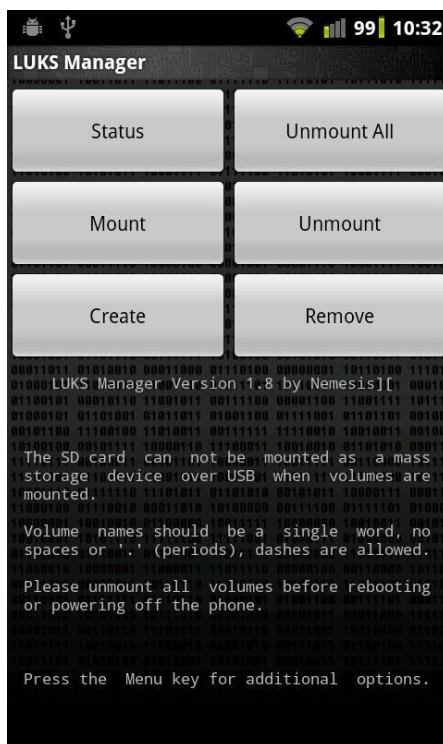 99 10:32
LUKS Manager
Status
Unmount All
Mount
Unmount
Create
Remove
LUKS Manager Version 1.8 by Nemesis][
The SD card can not be mounted as a mass
storage device over USB when volumes are
mounted.
Volume names should be a single word, no
spaces or '.' (periods), dashes are allowed.
Please unmount all volumes before rebooting
or powering off the phone.
Press the Menu key for additional options.